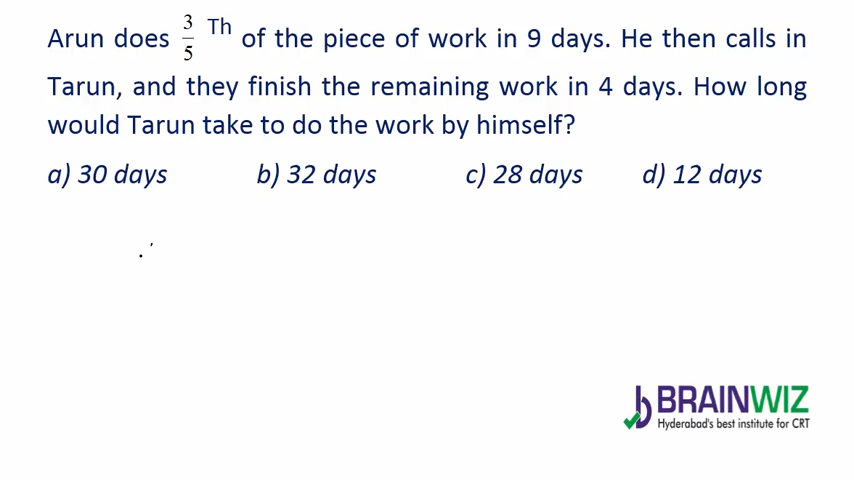 Arun does 3/5 Th of the piece of work in 9 days. He then calls in
Tarun, and they finish the remaining work in 4 days. How long
would Tarun take to do the work by himself?
a) 30 days b) 32 days c) 28 days d) 12 days
BRAINWIZ
Hyderabad's best institute for CRT